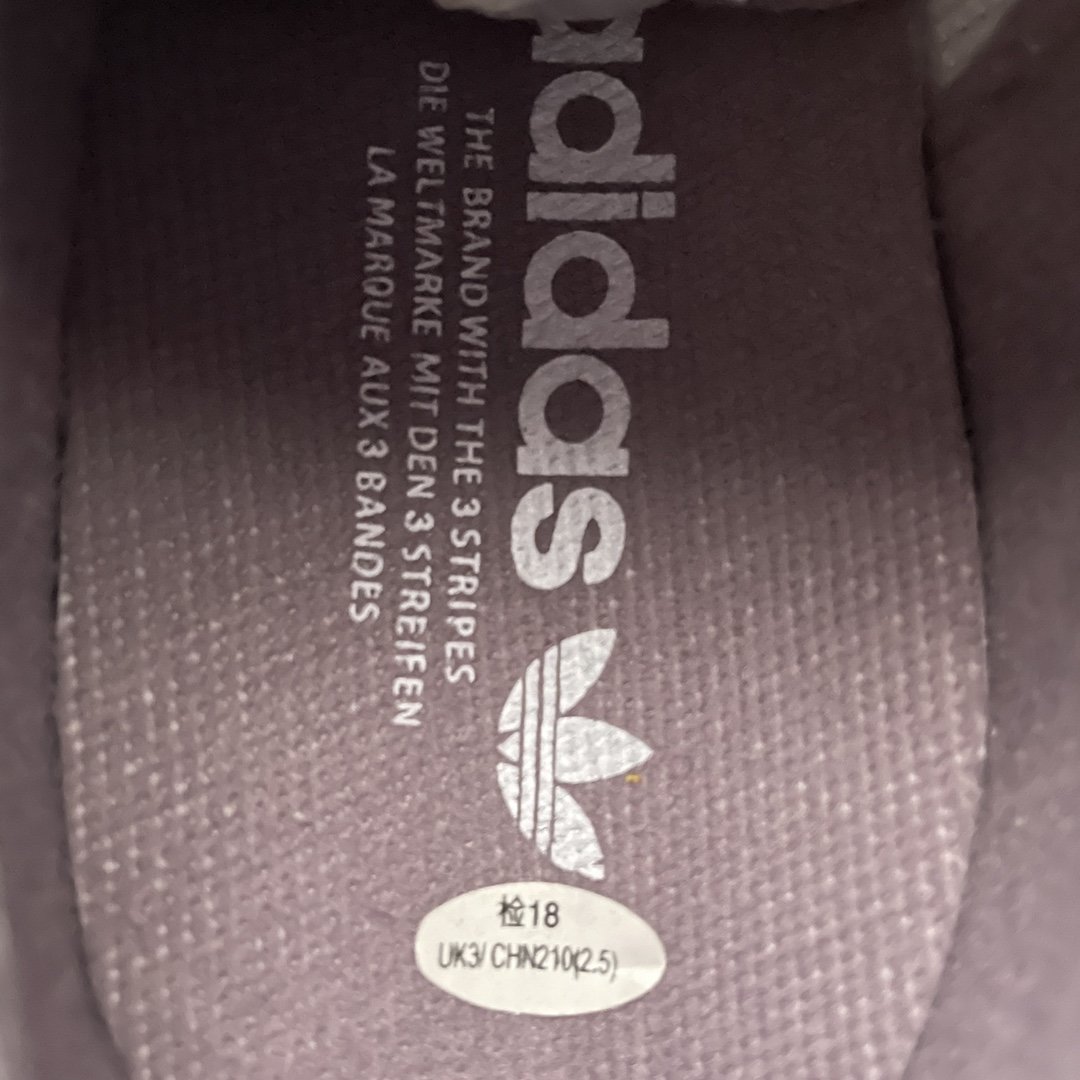 adidas
THE BRAND WITH THE 3 STRIPES
DIE WELTMARKE MIT DEN 3 STREIFEN
LA MARQUE AUX 3 BANDES
检18
UK3/ CHN210(2.5)